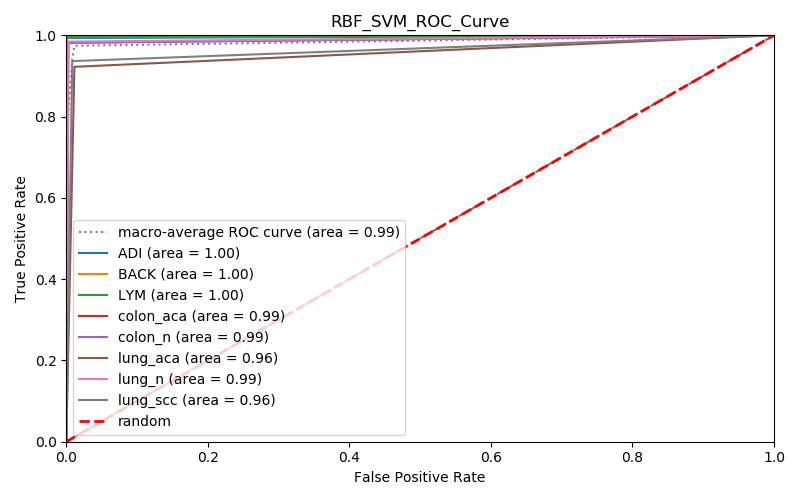 RBF_SVM_ROC_Curve
1.0
0.8
0.6
0.4
0.2
0.0
True Positive Rate
macro-average ROC curve (area = 0.99)
ADI (area = 1.00)
BACK (area = 1.00)
LYM (area = 1.00)
colon_aca (area = 0.99)
colon_n (area = 0.99)
lung_aca (area = 0.96)
lung_n (area = 0.99)
lung_scc (area = 0.96)
random
0.0 0.2 0.4 0.6 0.8 1.0
False Positive Rate